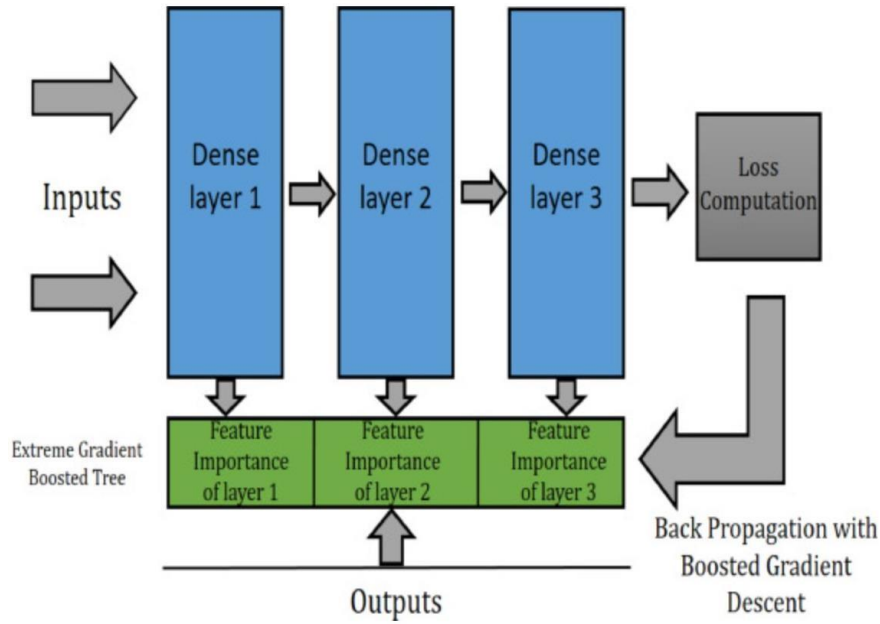 Inputs
Dense
layer 1
Dense
layer 2
Dense
layer 3
Loss
Computation
Extreme Gradient
Boosted Tree
Feature
Importance
of layer 1
Feature
Importance
of layer 2
Feature
Importance
of layer 3
Back Propagation with
Boosted Gradient
Descent
Outputs